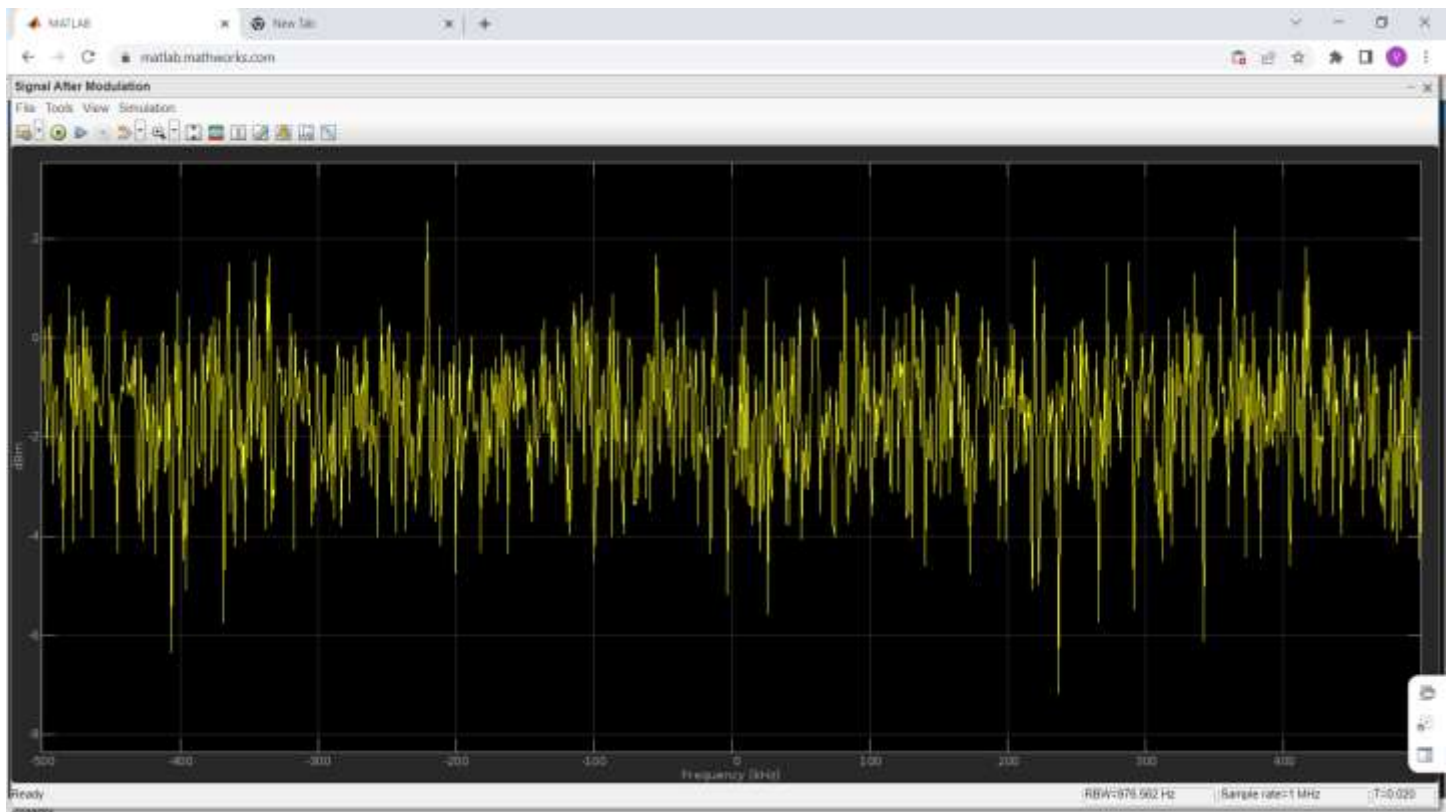 MATLAB
New Tab
matlab.mathworks.com
Signal After Modulation
File Tools View Simulation
2
0
-2
-4
-6
-8
dBm
-500 -400 -300 -200 -100 0 100 200 300 400
Frequency (kHz)
Ready
RBW=976.562 Hz Sample rate=1 MHz T=0.020